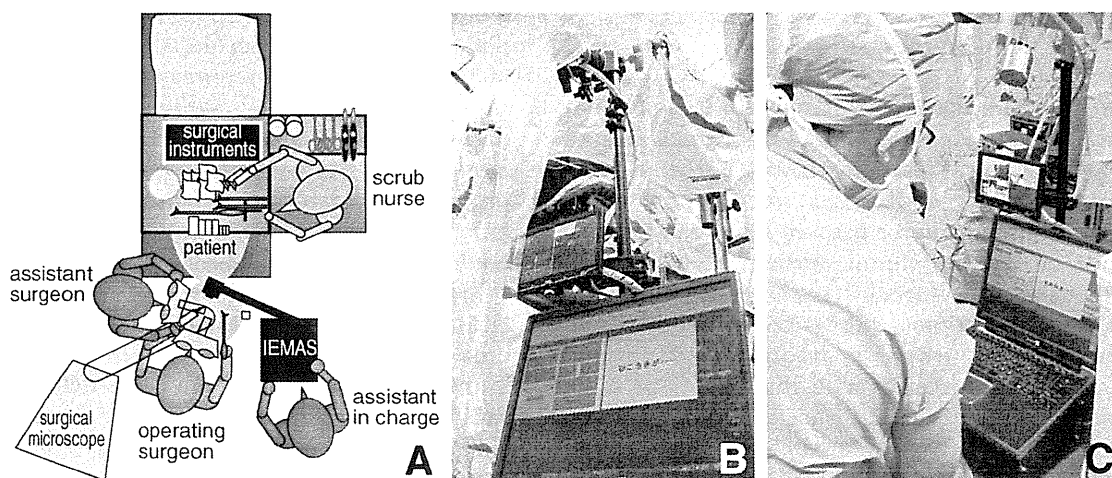 surgical
instruments
scrub
nurse
patient
assistant
surgeon
IEMAS
assistant
in charge
surgical
microscope
operating
surgeon
A
B
C